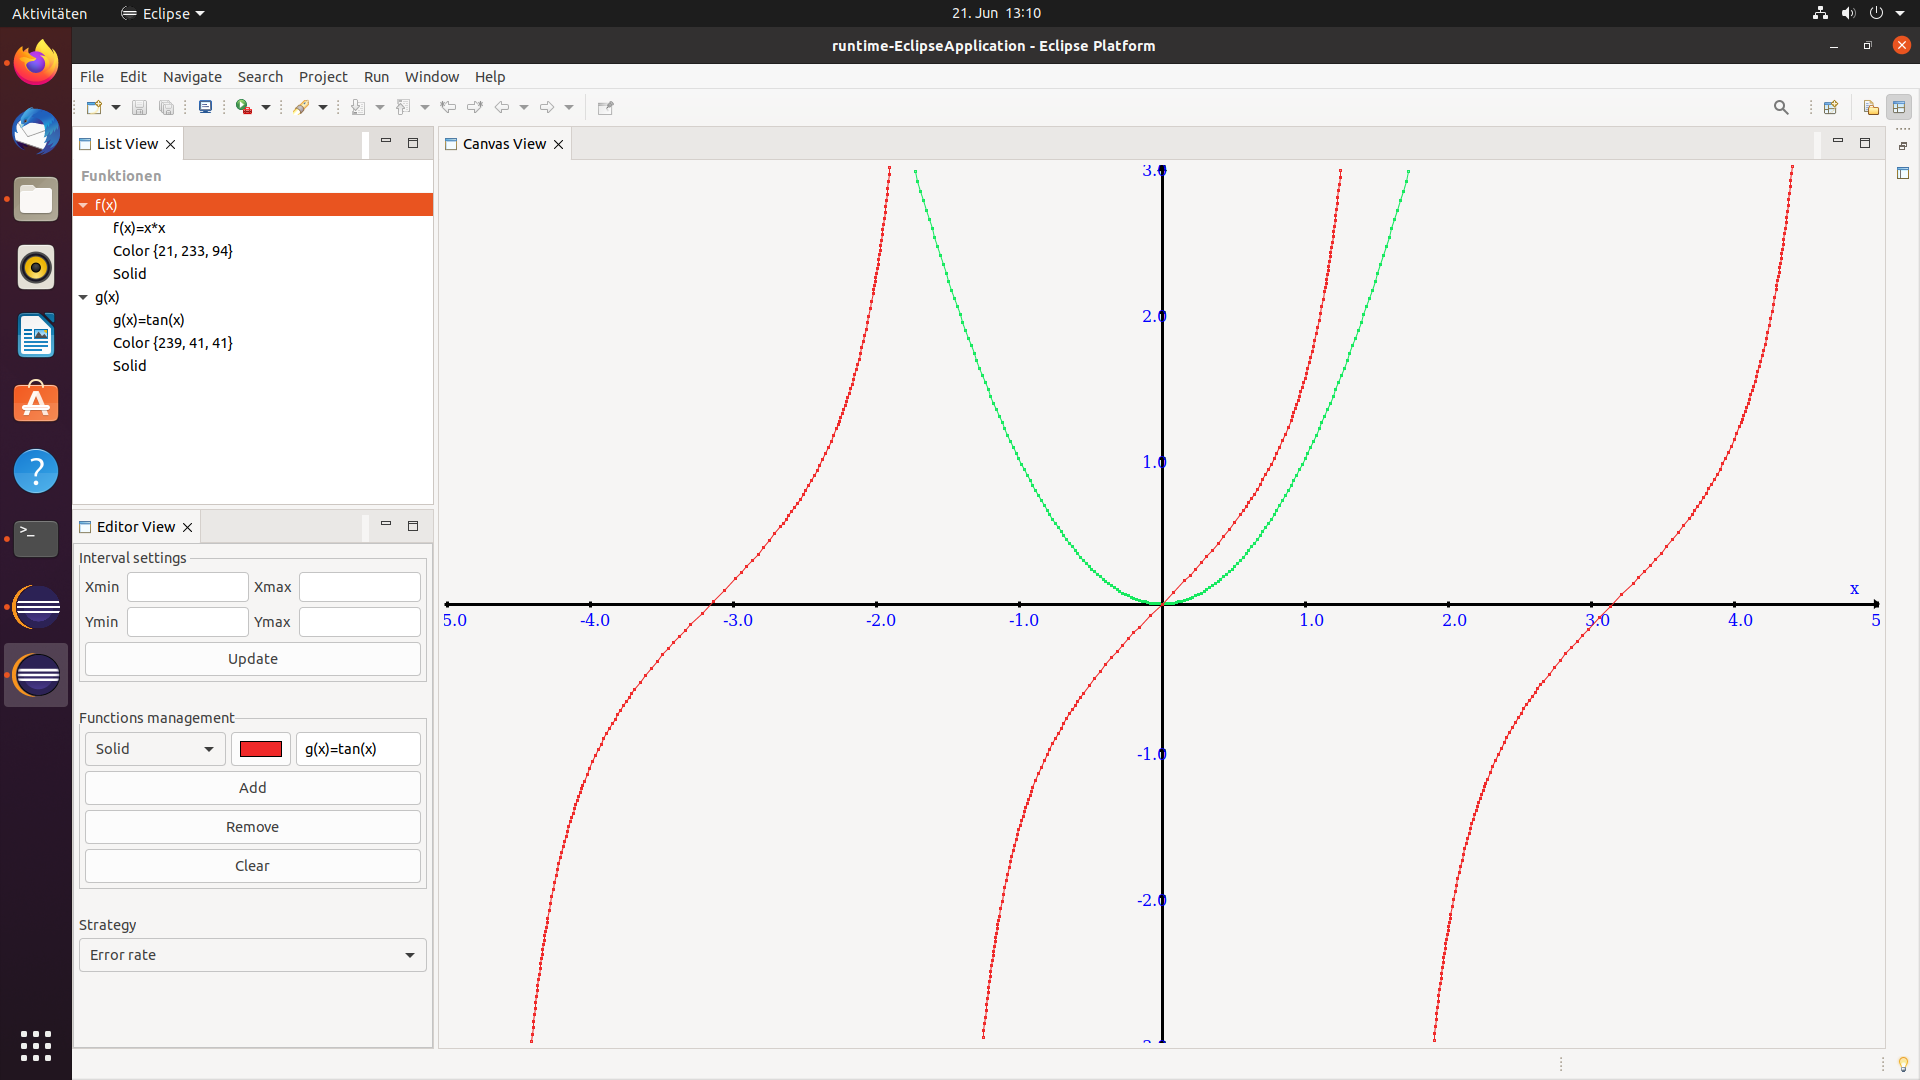 Aktivitäten Eclipse 21. Jun 13:10
runtime-EclipseApplication - Eclipse Platform
File Edit Navigate Search Project Run Window Help
List View
Funktionen
f(x)
f(x)=x*x
Color {21, 233, 94}
Solid
g(x)
g(x)=tan(x)
Color {239, 41, 41}
Solid
Editor View
Interval settings
Xmin Xmax
Ymin Ymax
Update
Functions management
Solid g(x)=tan(x)
Add
Remove
Clear
Strategy
Error rate
Canvas View
3.0
2.0
1.0
x
5.0 -4.0 -3.0 -2.0 -1.0 1.0 2.0 3.0 4.0 5
-1.0
-2.0